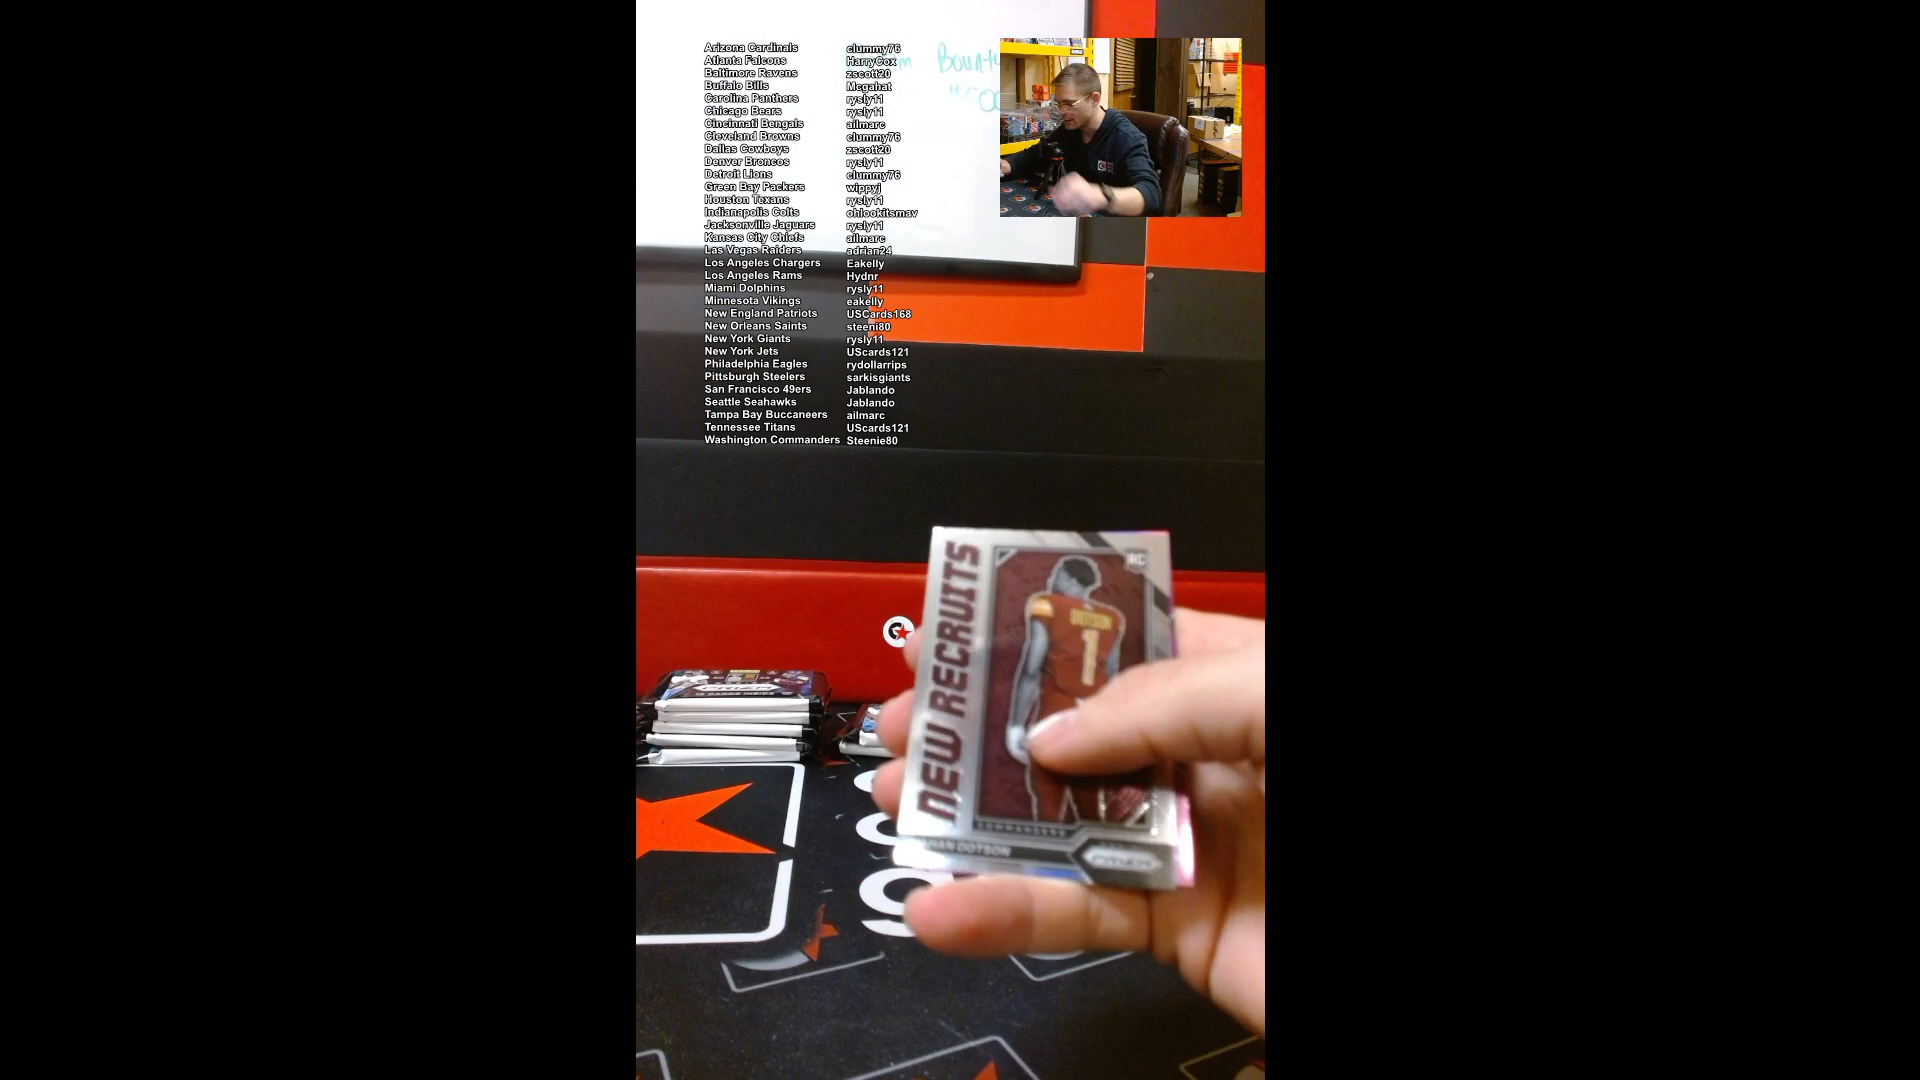 Arizona Cardinals clummy76
Atlanta Falcons HarryCox
Baltimore Ravens zscott20
Buffalo Bills Mcgahat
Carolina Panthers rysly11
Chicago Bears rysly11
Cincinnati Bengals ailmarc
Cleveland Browns clummy76
Dallas Cowboys zscott20
Denver Broncos rysly11
Detroit Lions clummy76
Green Bay Packers wippyj
Houston Texans rysly11
Indianapolis Colts ohlookitsmav
Jacksonville Jaguars rysly11
Kansas City Chiefs ailmarc
Las Vegas Raiders adrian24
Los Angeles Chargers Eakelly
Los Angeles Rams Hydnr
Miami Dolphins rysly11
Minnesota Vikings eakelly
New England Patriots USCards168
New Orleans Saints steeni80
New York Giants rysly11
New York Jets UScards121
Philadelphia Eagles rydollarrips
Pittsburgh Steelers sarkisgiants
San Francisco 49ers Jablando
Seattle Seahawks Jablando
Tampa Bay Buccaneers ailmarc
Tennessee Titans UScards121
Washington Commanders Steenie80
NEW RECRUITS
RC
DOTSON
1
COMMANDERS
DOTSON
PRIZM
PRIZM